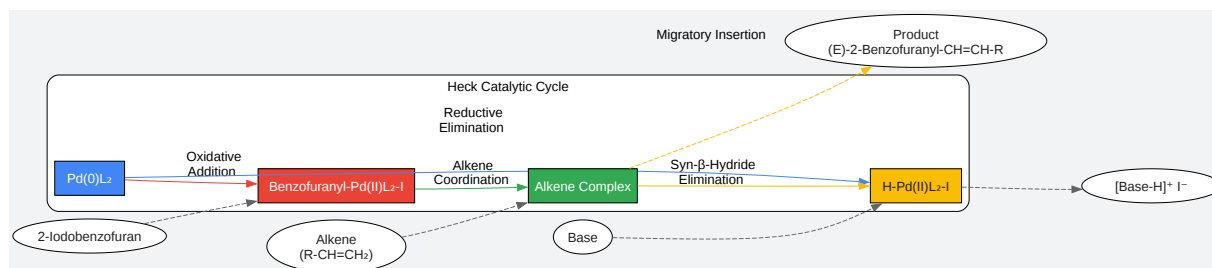 Migratory Insertion
Product
(E)-2-Benzofuranyl-CH=CH-R
Heck Catalytic Cycle
Reductive
Elimination
Oxidative
Addition
Alkene
Coordination
Syn-β-Hydride
Elimination
Pd(0)L₂
Benzofuranyl-Pd(II)L₂-I
Alkene Complex
H-Pd(II)L₂-I
[Base-H]⁺ I⁻
2-Iodobenzofuran
Alkene
(R-CH=CH₂)
Base